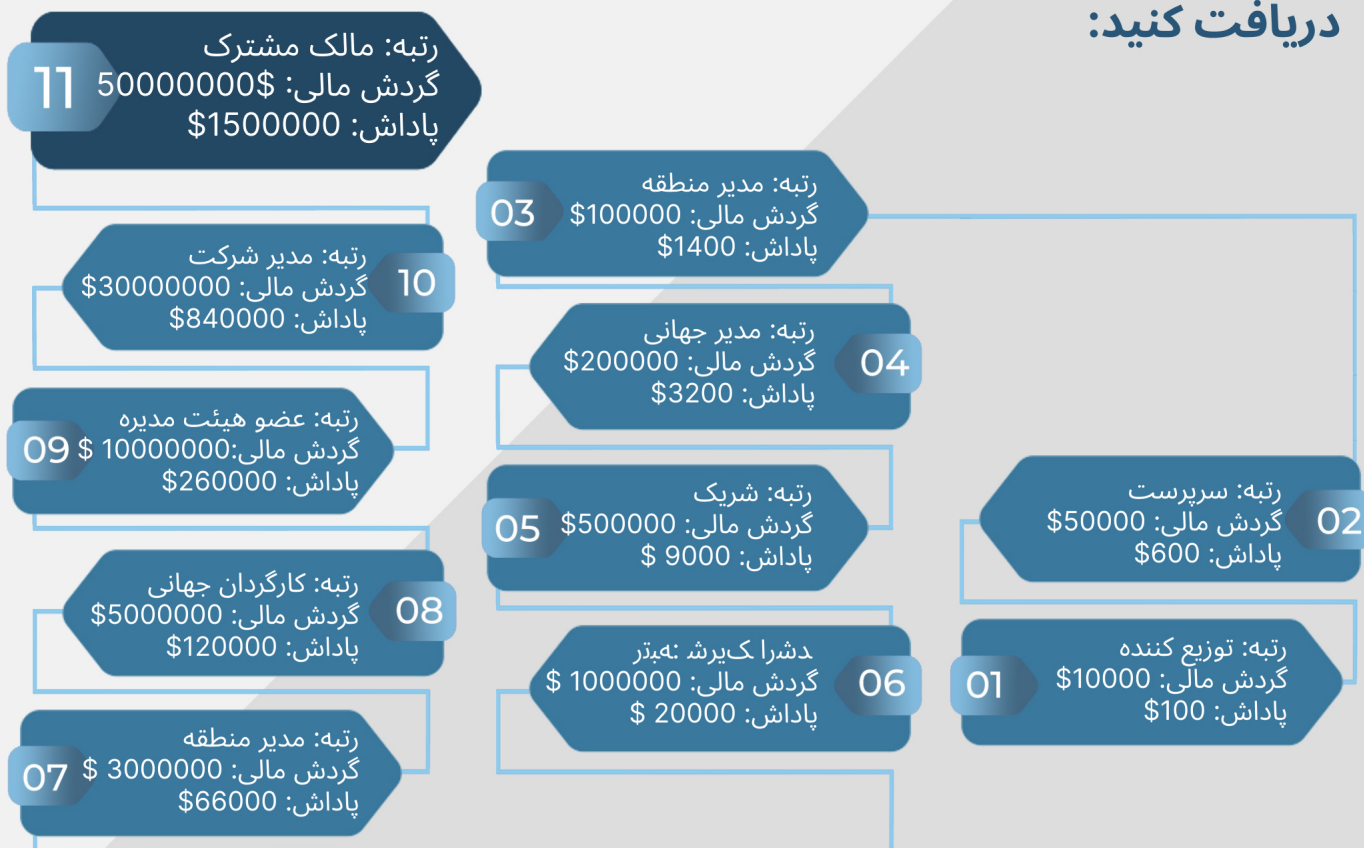 دریافت کنید:
01
رتبه: توزیع کننده
گردش مالی: 10000$
پاداش: 100$
02
رتبه: سرپرست
گردش مالی: 50000$
پاداش: 600$
03
رتبه: مدیر منطقه
گردش مالی: 100000$
پاداش: 1400$
04
رتبه: مدیر جهانی
گردش مالی: 200000$
پاداش: 3200$
05
رتبه: شریک
گردش مالی: 500000$
پاداش: 9000 $
06
دشرا کیرش :هبتر
گردش مالی: 1000000 $
پاداش: 20000 $
07
رتبه: مدیر منطقه
گردش مالی: 3000000 $
پاداش: 66000$
08
رتبه: کارگردان جهانی
گردش مالی: 5000000$
پاداش: 120000$
09
رتبه: عضو هیئت مدیره
گردش مالی:10000000 $
پاداش: 260000$
10
رتبه: مدیر شرکت
گردش مالی: 30000000$
پاداش: 840000$
11
رتبه: مالک مشترک
گردش مالی: $50000000
پاداش: 1500000$